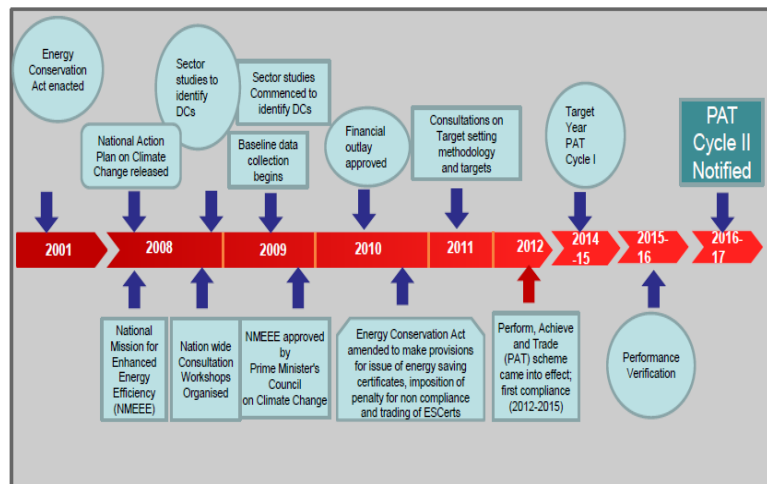 Energy
Conservation
Act enacted
National Action
Plan on Climate
Change released
Sector
studies to
identify
DCs
Sector studies
Commenced to
identify DCs
Baseline data
collection
begins
Financial
outlay
approved
Consultations on
Target setting
methodology
and targets
Target
Year
PAT
Cycle I
PAT
Cycle II
Notified
2001
2008
2009
2010
2011
2012
2014
-15
2015-
16
2016-
17
National
Mission for
Enhanced
Energy
Efficiency
(NMEEE)
Nation wide
Consultation
Workshops
Organised
NMEEE approved
by
Prime Minister's
Council
on Climate Change
Energy Conservation Act
amended to make provisions
for issue of energy saving
certificates, imposition of
penalty for non compliance
and trading of ESCerts
Perform, Achieve
and Trade
(PAT) scheme
came into effect;
first compliance
(2012-2015)
Performance
Verification